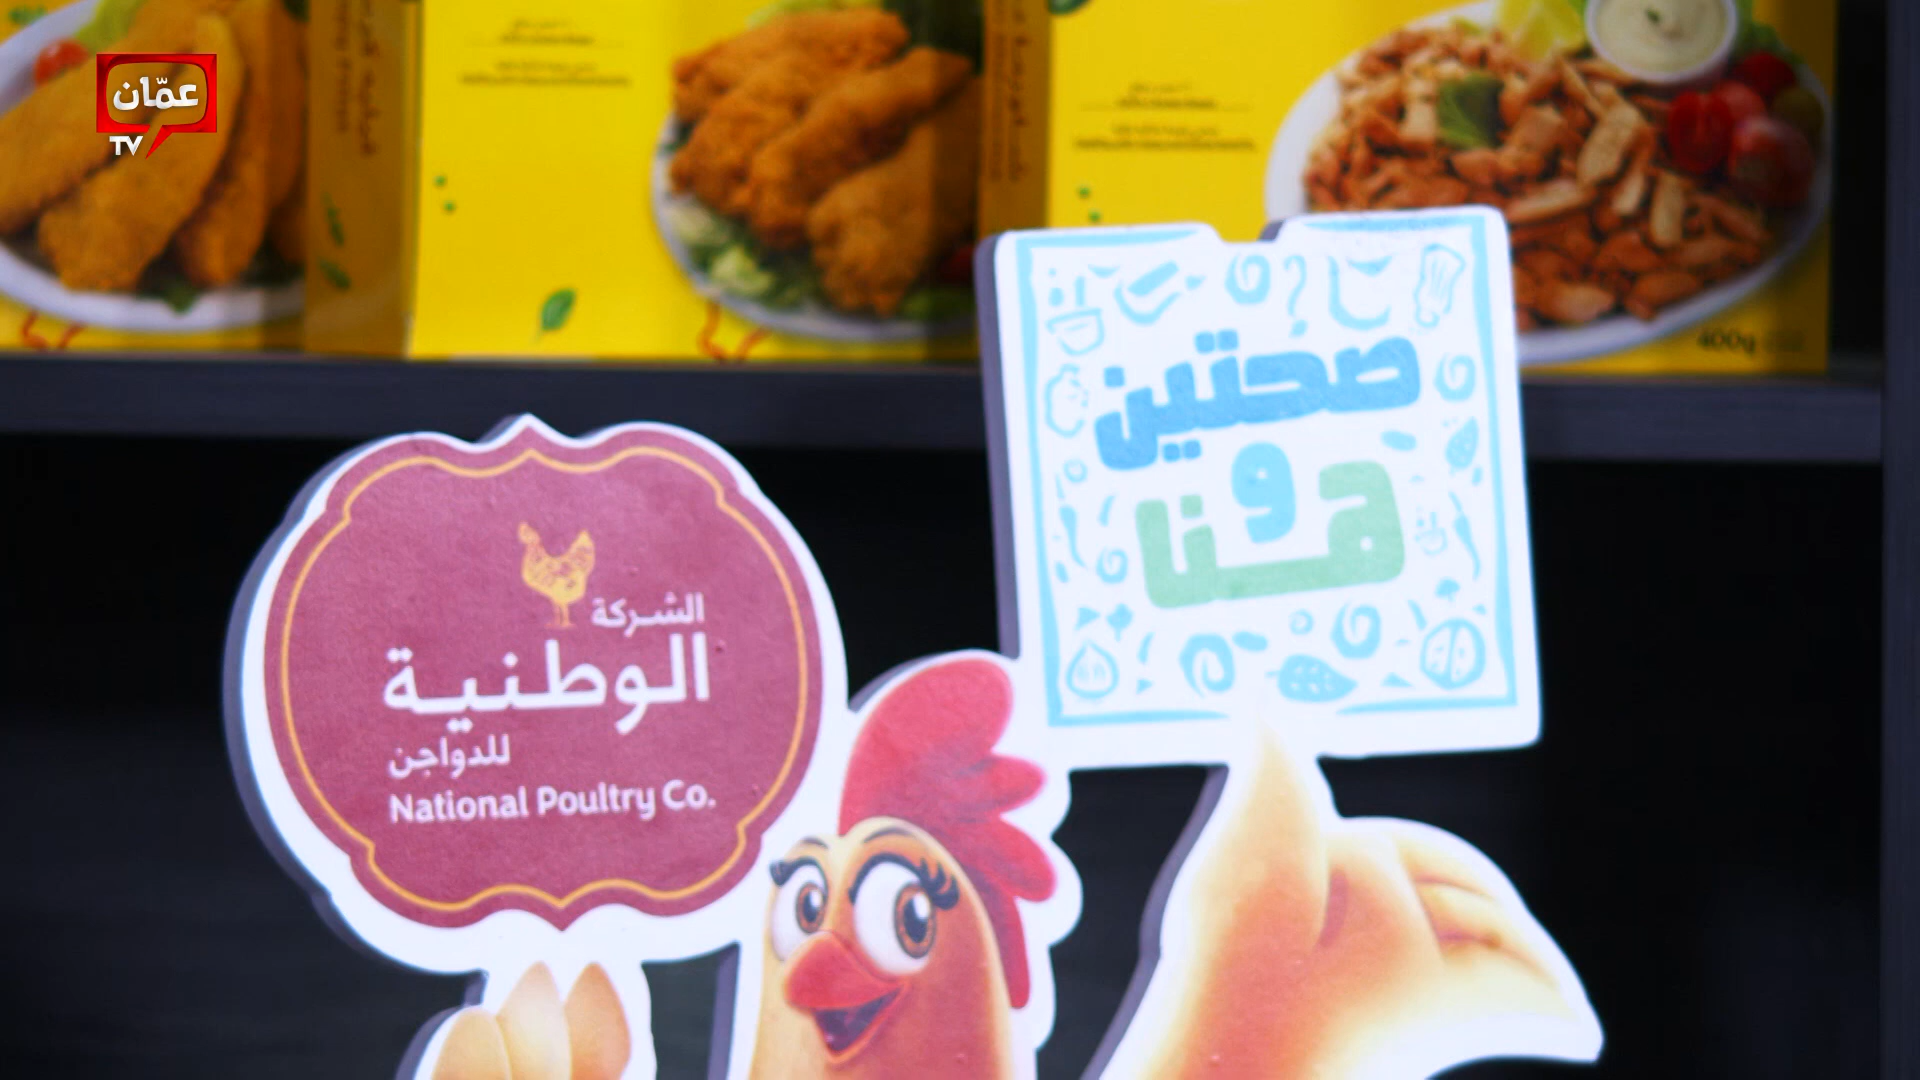 عمّان
TV
400g
صحتين
و
هنا
الشركة
الوطنية
للدواجن
National Poultry Co.